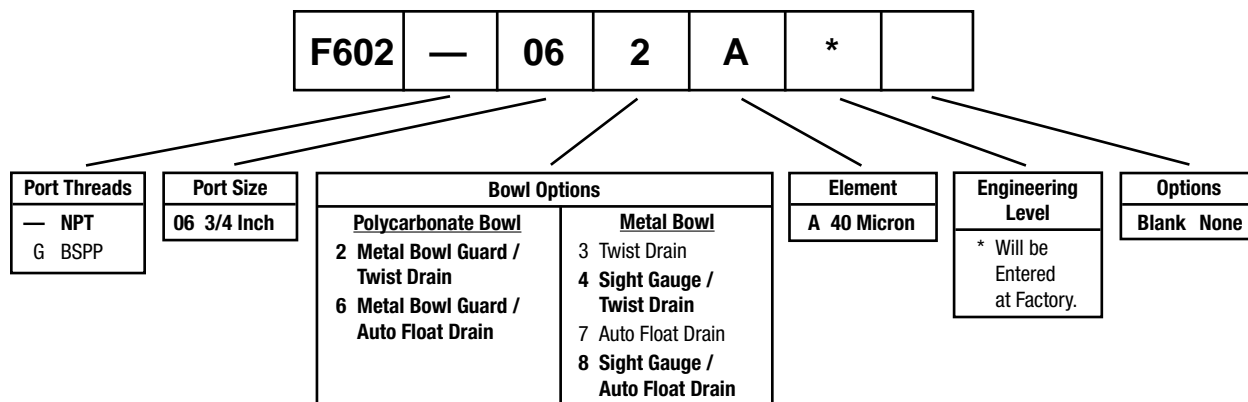 F602 — 06 2 A *
Port Threads
— NPT
G BSPP
Port Size
06 3/4 Inch
Bowl Options
Polycarbonate Bowl
2 Metal Bowl Guard /
Twist Drain
6 Metal Bowl Guard /
Auto Float Drain
Metal Bowl
3 Twist Drain
4 Sight Gauge /
Twist Drain
7 Auto Float Drain
8 Sight Gauge /
Auto Float Drain
Element
A 40 Micron
Engineering
Level
* Will be
Entered
at Factory.
Options
Blank None